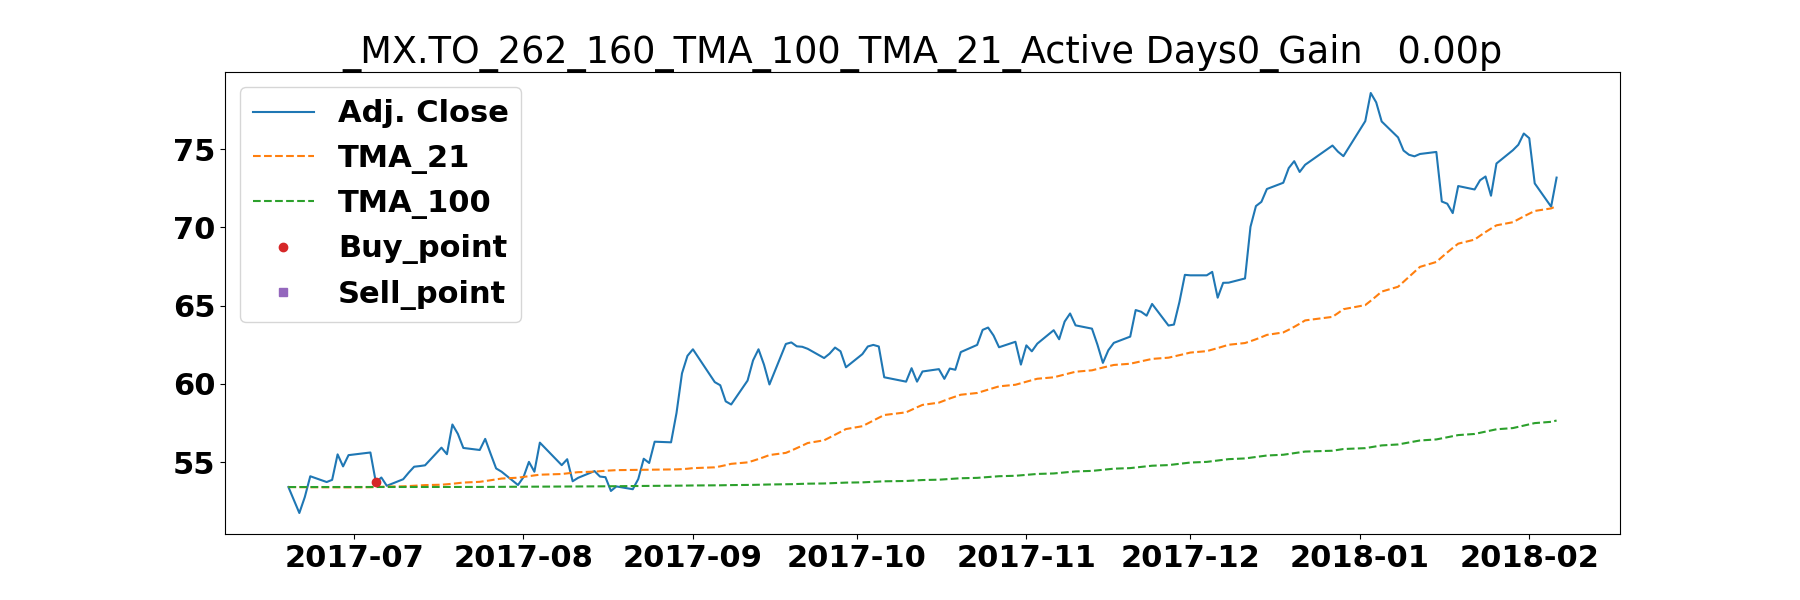 _MX.TO_262_160_TMA_100_TMA_21_Active Days0_Gain   0.00p
Adj. Close
TMA_21
TMA_100
Buy_point
Sell_point
75
70
65
60
55
2017-07 2017-08 2017-09 2017-10 2017-11 2017-12 2018-01 2018-02